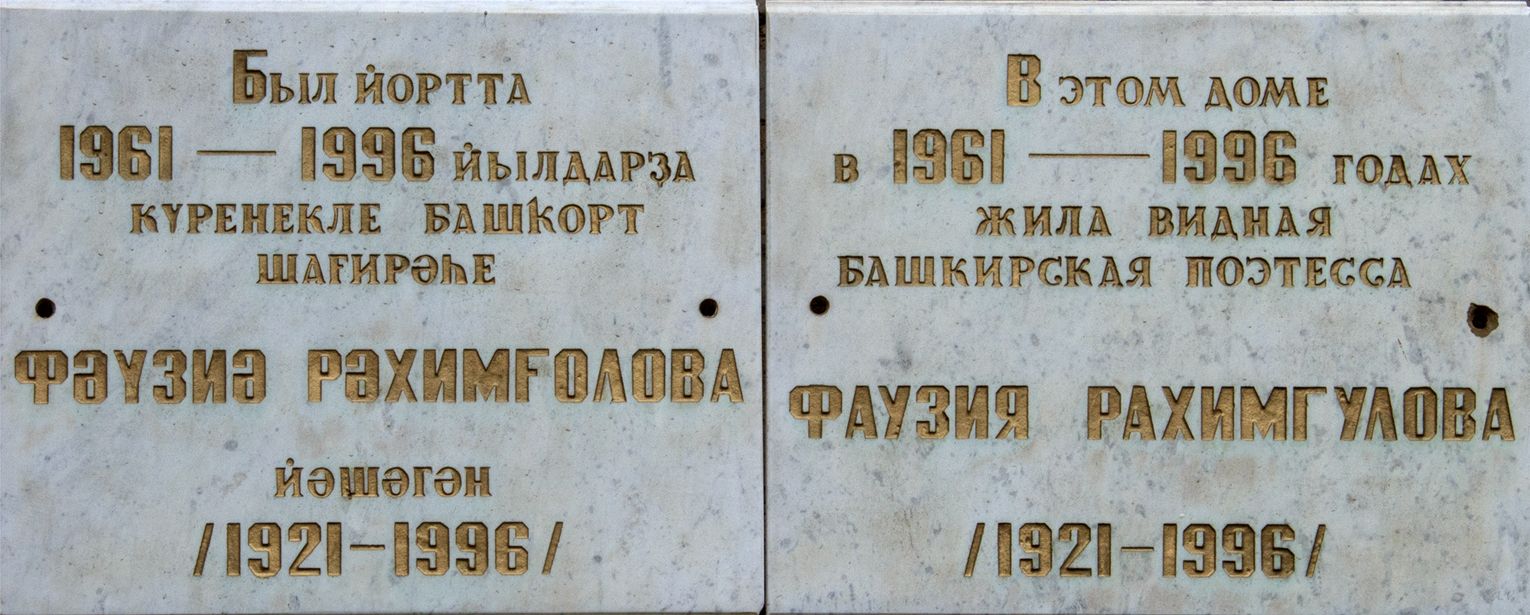 Был йортта
1961 — 1996 йылдарҙа
күренекле башҡорт
шағирәһе
Фәүзиә Рәхимғолова
йәшәгән
/1921—1996/
В этом доме
в 1961 — 1996 годах
жила видная
башкирская поэтесса
Фаузия Рахимгулова
/1921—1996/